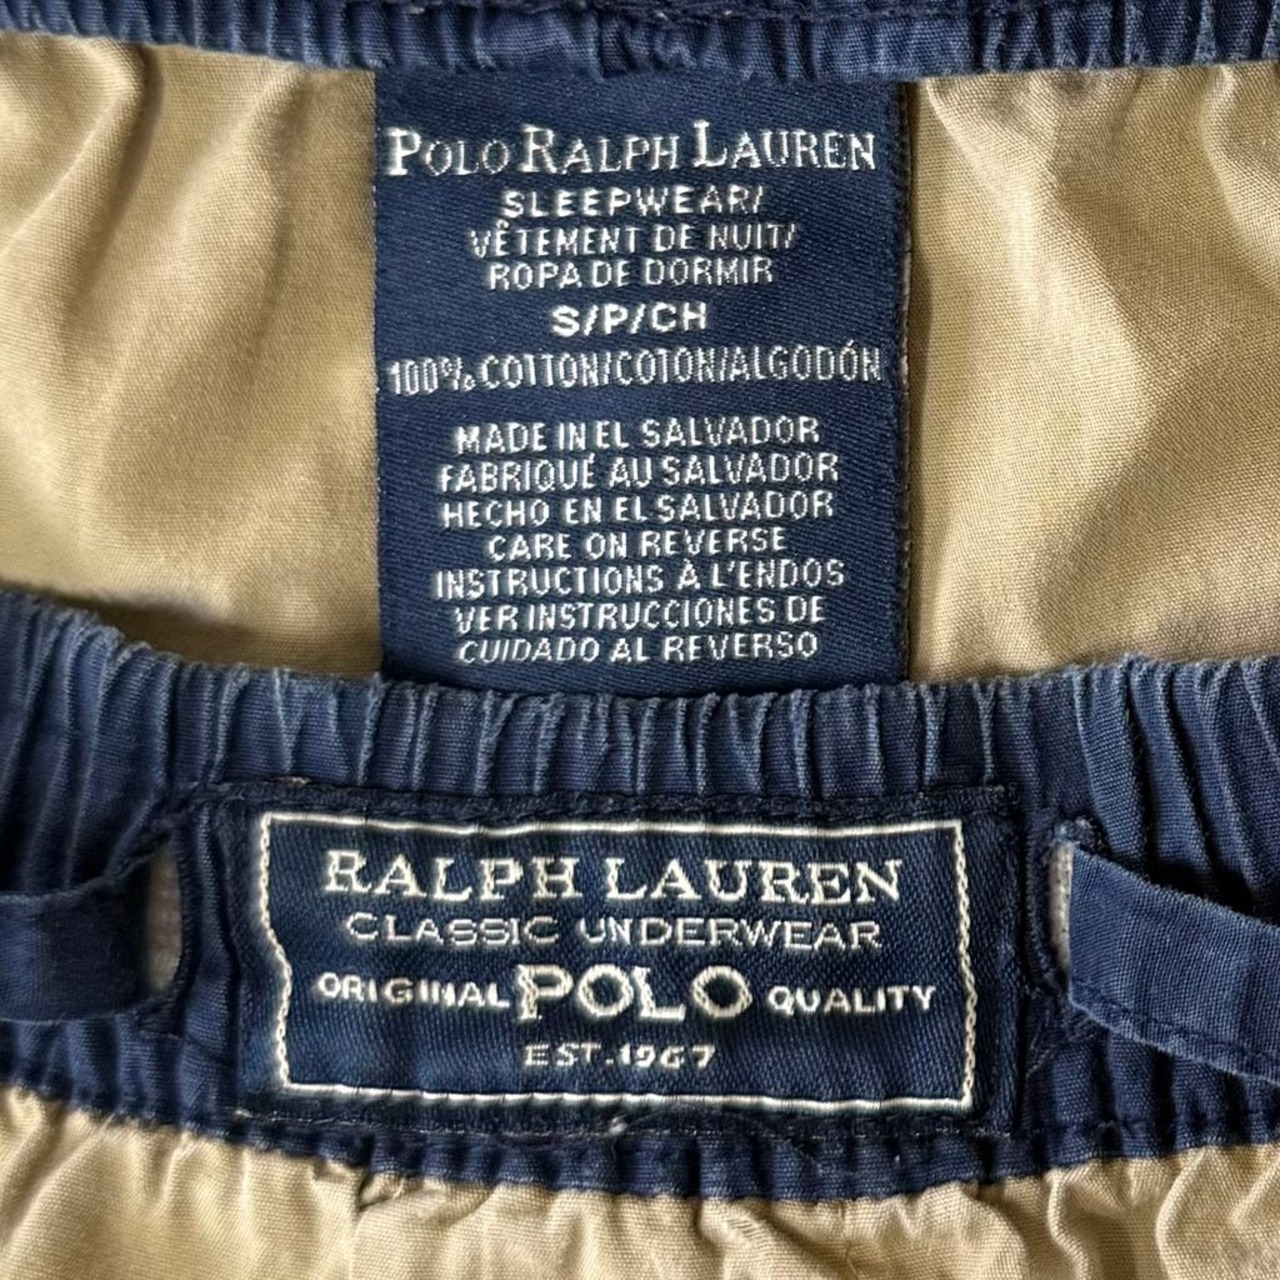 POLO RALPH LAUREN
SLEEPWEAR/
VÊTEMENT DE NUIT/
ROPA DE DORMIR
S/P/CH
100% COTTON/COTON/ALGODÓN
MADE IN EL SALVADOR
FABRIQUÉ AU SALVADOR
HECHO EN EL SALVADOR
CARE ON REVERSE
INSTRUCTIONS À L'ENDOS
VER INSTRUCCIONES DE
CUIDADO AL REVERSO
RALPH LAUREN
CLASSIC UNDERWEAR
ORIGINAL POLO QUALITY
EST. 1967